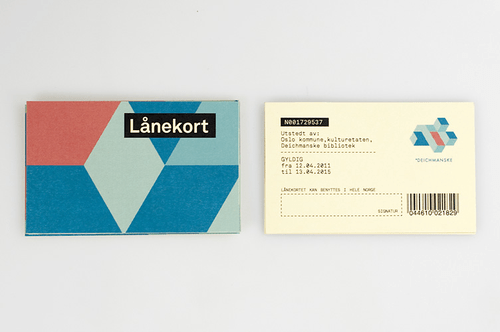 Lånekort
N001729537
Utstedt av:
Oslo kommune,kulturetaten,
Deichmanske bibliotek
GYLDIG
fra 12.04.2011
til 13.04.2015
LÅNEKORTET KAN BENYTTES I HELE NORGE
SIGNATUR
*DEICHMANSKE
044610"021829